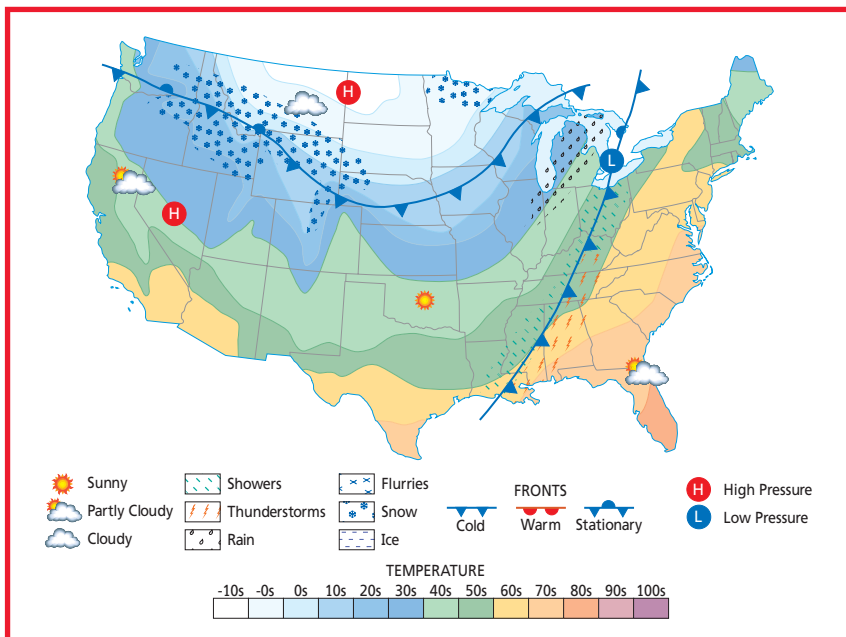 H
H
L
Sunny
Partly Cloudy
Cloudy
Showers
Thunderstorms
Rain
Flurries
Snow
Ice
FRONTS
Cold
Warm
Stationary
H High Pressure
L Low Pressure
TEMPERATURE
-10s -0s 0s 10s 20s 30s 40s 50s 60s 70s 80s 90s 100s